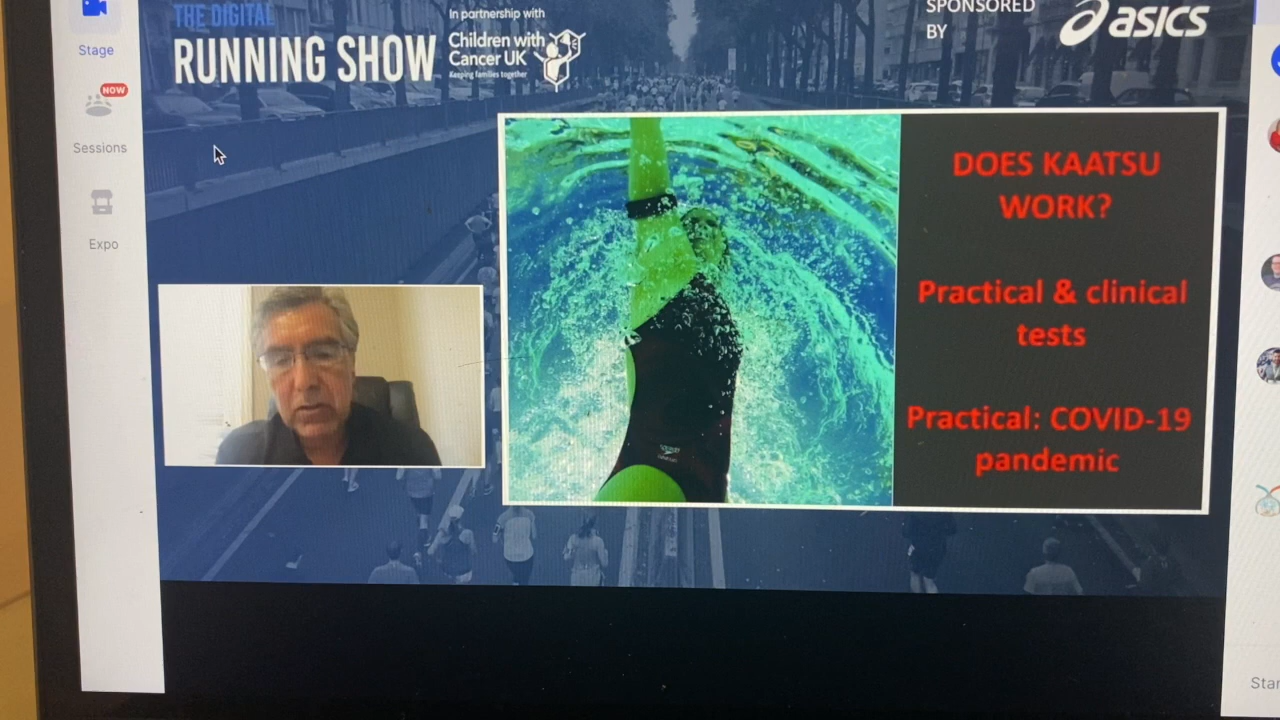 Stage
NOW
Sessions
Expo
THE DIGITAL
RUNNING SHOW
In partnership with
Children with
Cancer UK
Keeping families together
SPONSORED
BY
asics
DOES KAATSU
WORK?
Practical & clinical
tests
Practical: COVID-19
pandemic
speedo
Star